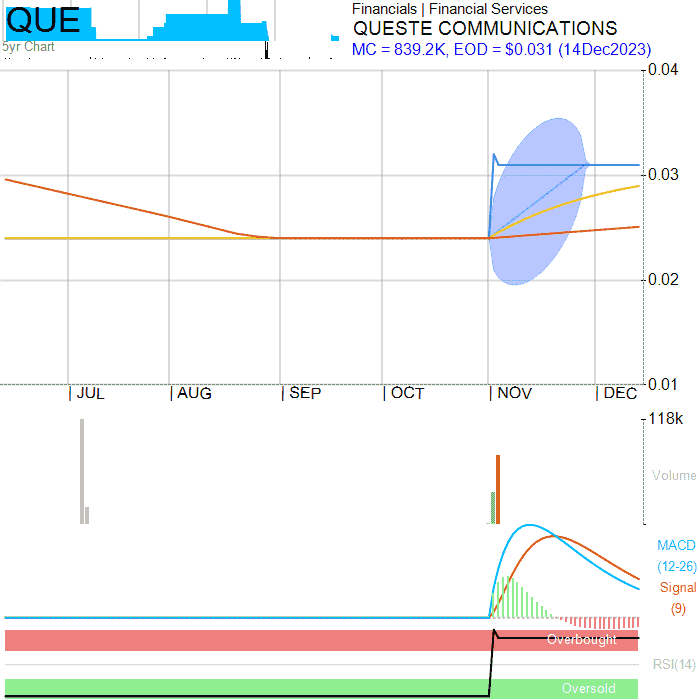 QUE
5yr Chart
Financials | Financial Services
QUESTE COMMUNICATIONS
MC = 839.2K, EOD = $0.031 (14Dec2023)
0.04
0.03
0.02
0.01
JUL
AUG
SEP
OCT
NOV
DEC
118k
Volume
MACD
(12-26)
Signal
(9)
Overbought
RSI(14)
Oversold